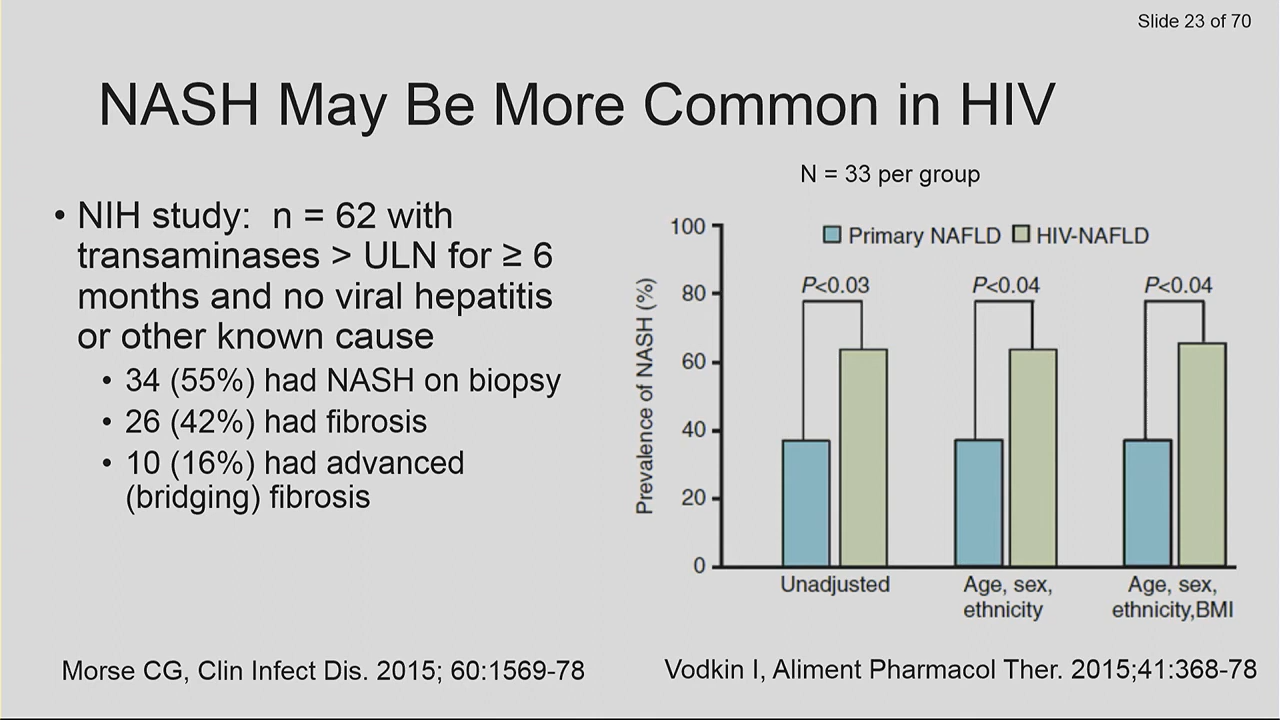 Slide 23 of 70
NASH May Be More Common in HIV
• NIH study:  n = 62 with
transaminases > ULN for ≥ 6
months and no viral hepatitis
or other known cause
• 34 (55%) had NASH on biopsy
• 26 (42%) had fibrosis
• 10 (16%) had advanced
(bridging) fibrosis
N = 33 per group
Primary NAFLD HIV-NAFLD
Prevalence of NASH (%)
100
80
60
40
20
0
P<0.03
P<0.04
P<0.04
Unadjusted
Age, sex,
ethnicity
Age, sex,
ethnicity,BMI
Morse CG, Clin Infect Dis. 2015; 60:1569-78
Vodkin I, Aliment Pharmacol Ther. 2015;41:368-78